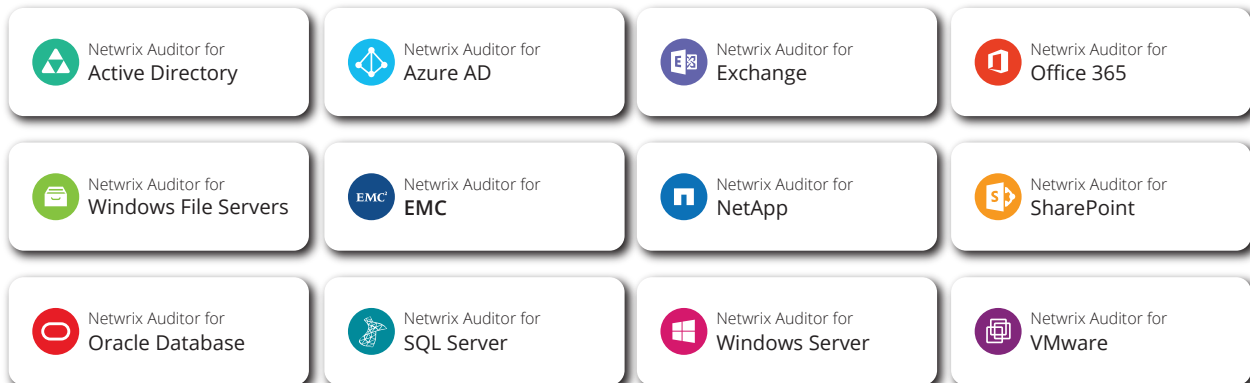 Netwrix Auditor for
Active Directory
Netwrix Auditor for
Azure AD
Netwrix Auditor for
Exchange
Netwrix Auditor for
Office 365
Netwrix Auditor for
Windows File Servers
EMC²
Netwrix Auditor for
EMC
Netwrix Auditor for
NetApp
S
Netwrix Auditor for
SharePoint
Netwrix Auditor for
Oracle Database
Netwrix Auditor for
SQL Server
Netwrix Auditor for
Windows Server
Netwrix Auditor for
VMware